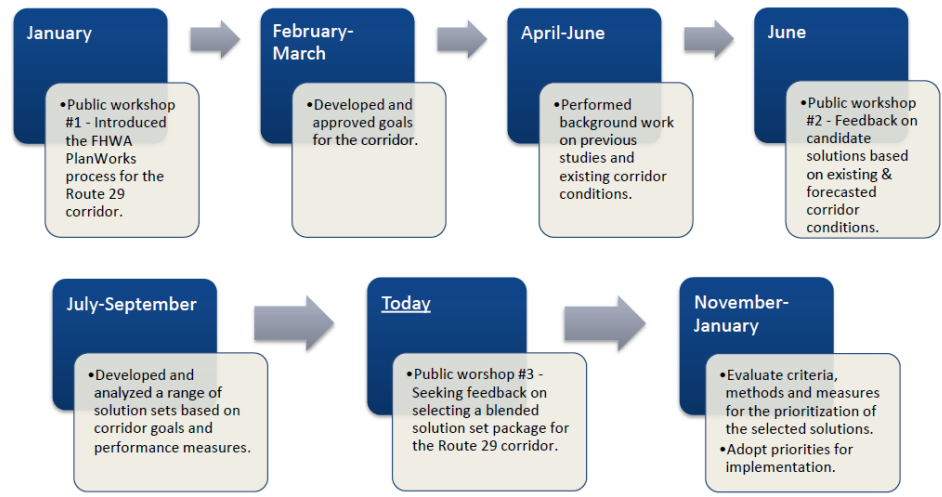 January
•Public workshop
#1 - Introduced
the FHWA
PlanWorks
process for the
Route 29
corridor.
February-
March
•Developed and
approved goals
for the corridor.
April-June
•Performed
background work
on previous
studies and
existing corridor
conditions.
June
•Public workshop
#2 - Feedback on
candidate
solutions based
on existing &
forecasted
corridor
conditions.
July-September
•Developed and
analyzed a range of
solution sets based on
corridor goals and
performance measures.
Today
•Public worshop #3 -
Seeking feedback on
selecting a blended
solution set package for
the Route 29 corridor.
November-
January
•Evaluate criteria,
methods and measures
for the prioritization of
the selected solutions.
•Adopt priorities for
implementation.